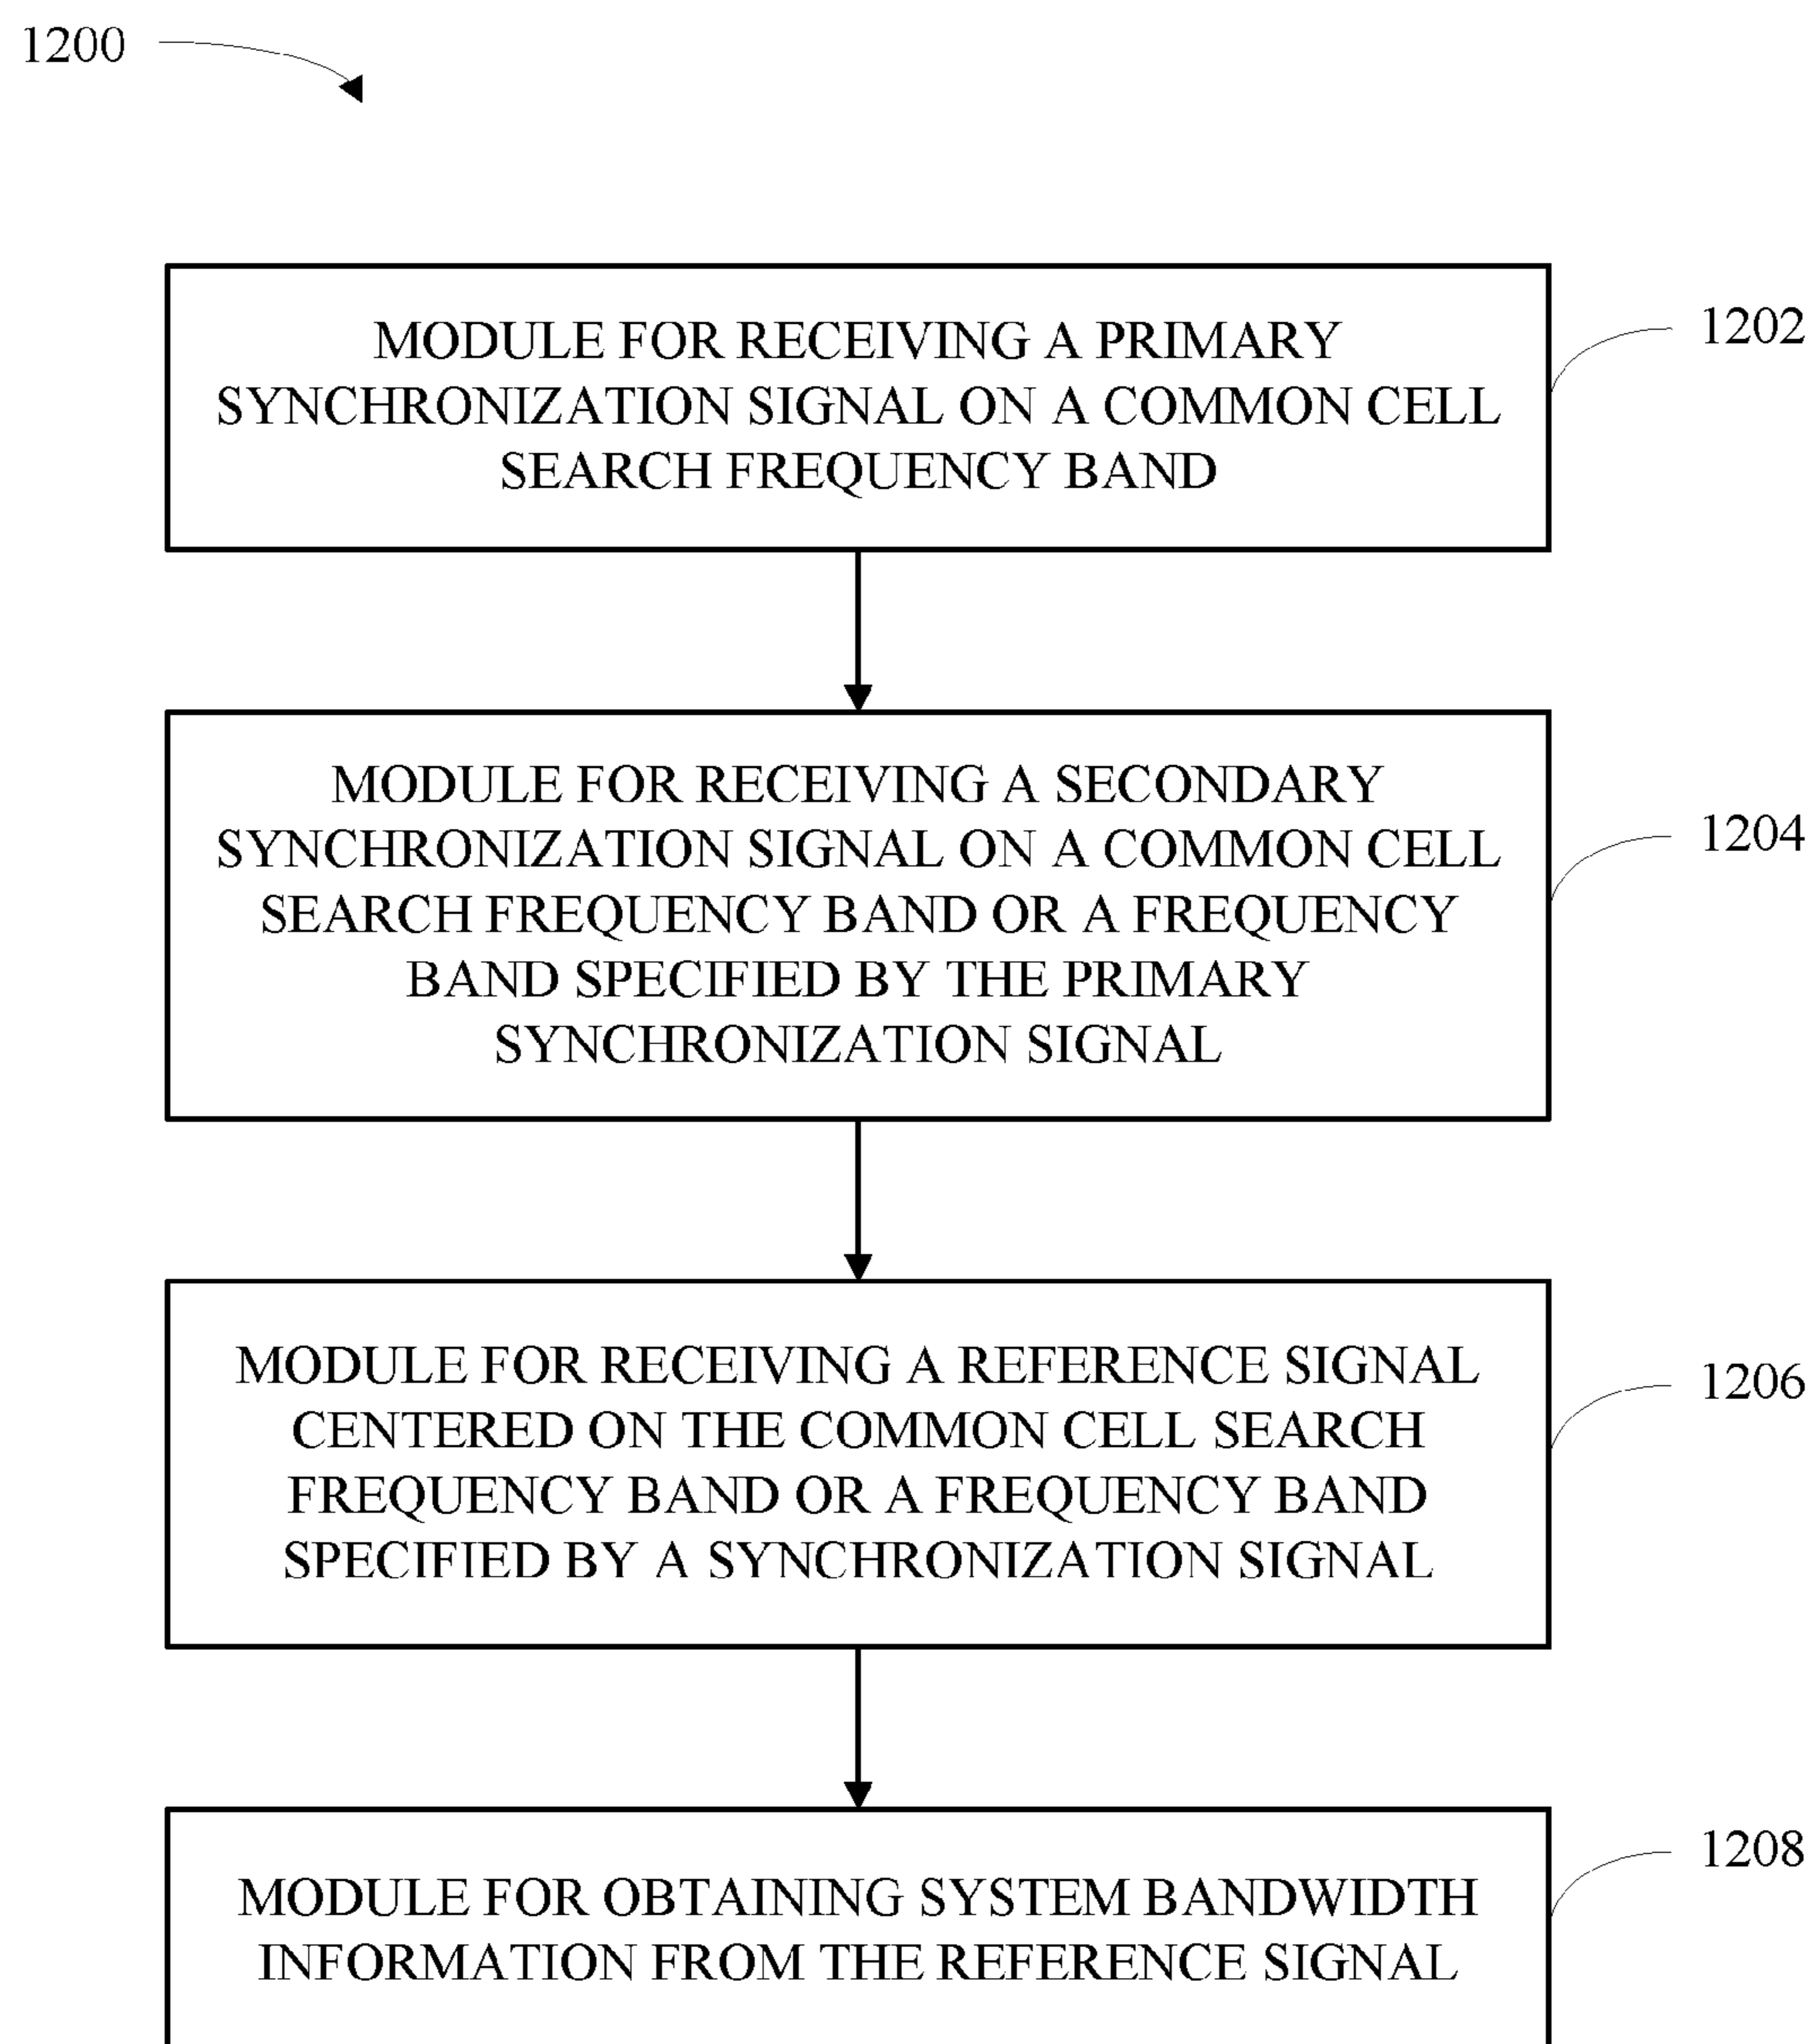 1200
MODULE FOR RECEIVING A PRIMARY
SYNCHRONIZATION SIGNAL ON A COMMON CELL
SEARCH FREQUENCY BAND
1202
MODULE FOR RECEIVING A SECONDARY
SYNCHRONIZATION SIGNAL ON A COMMON CELL
SEARCH FREQUENCY BAND OR A FREQUENCY
BAND SPECIFIED BY THE PRIMARY
SYNCHRONIZATION SIGNAL
1204
MODULE FOR RECEIVING A REFERENCE SIGNAL
CENTERED ON THE COMMON CELL SEARCH
FREQUENCY BAND OR A FREQUENCY BAND
SPECIFIED BY A SYNCHRONIZATION SIGNAL
1206
MODULE FOR OBTAINING SYSTEM BANDWIDTH
INFORMATION FROM THE REFERENCE SIGNAL
1208